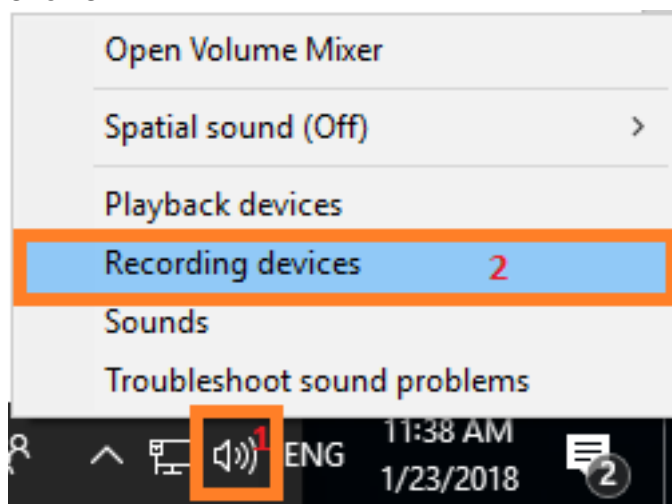 Open Volume Mixer
Spatial sound (Off)
Playback devices
Recording devices 2
Sounds
Troubleshoot sound problems
1
ENG
11:38 AM
1/23/2018
2